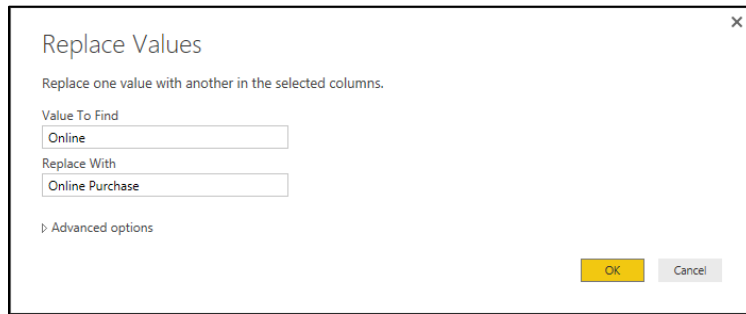 Replace Values
Replace one value with another in the selected columns.
Value To Find
Online
Replace With
Online Purchase
Advanced options
OK Cancel